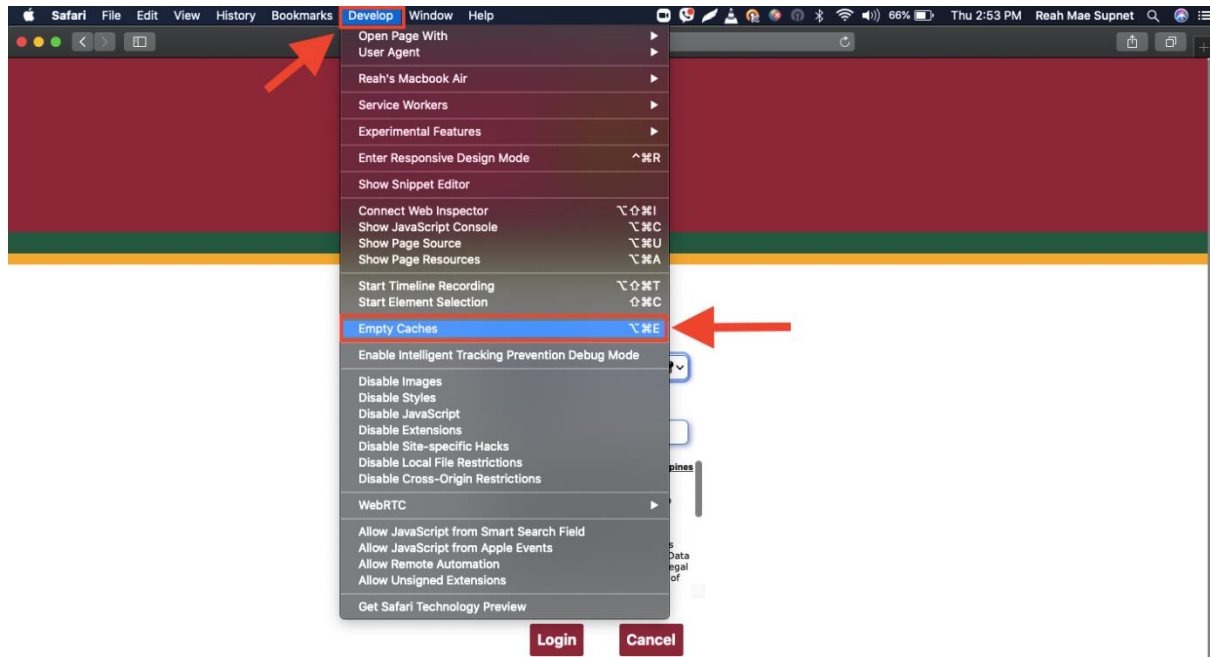 Safari File Edit View History Bookmarks Develop Window Help 66% Thu 2:53 PM Reah Mae Supnet
Open Page With
User Agent
Reah's Macbook Air
Service Workers
Experimental Features
Enter Responsive Design Mode ^⌘R
Show Snippet Editor
Connect Web Inspector ⌥⇧⌘I
Show JavaScript Console ⌥⌘C
Show Page Source ⌥⌘U
Show Page Resources ⌥⌘A
Start Timeline Recording ⌥⇧⌘T
Start Element Selection ⇧⌘C
Empty Caches ⌥⌘E
Enable Intelligent Tracking Prevention Debug Mode
Disable Images
Disable Styles
Disable JavaScript
Disable Extensions
Disable Site-specific Hacks
Disable Local File Restrictions
Disable Cross-Origin Restrictions
pines
WebRTC
Allow JavaScript from Smart Search Field
Allow JavaScript from Apple Events
Allow Remote Automation
Allow Unsigned Extensions
s
Data
egal
of
Get Safari Technology Preview
Login Cancel